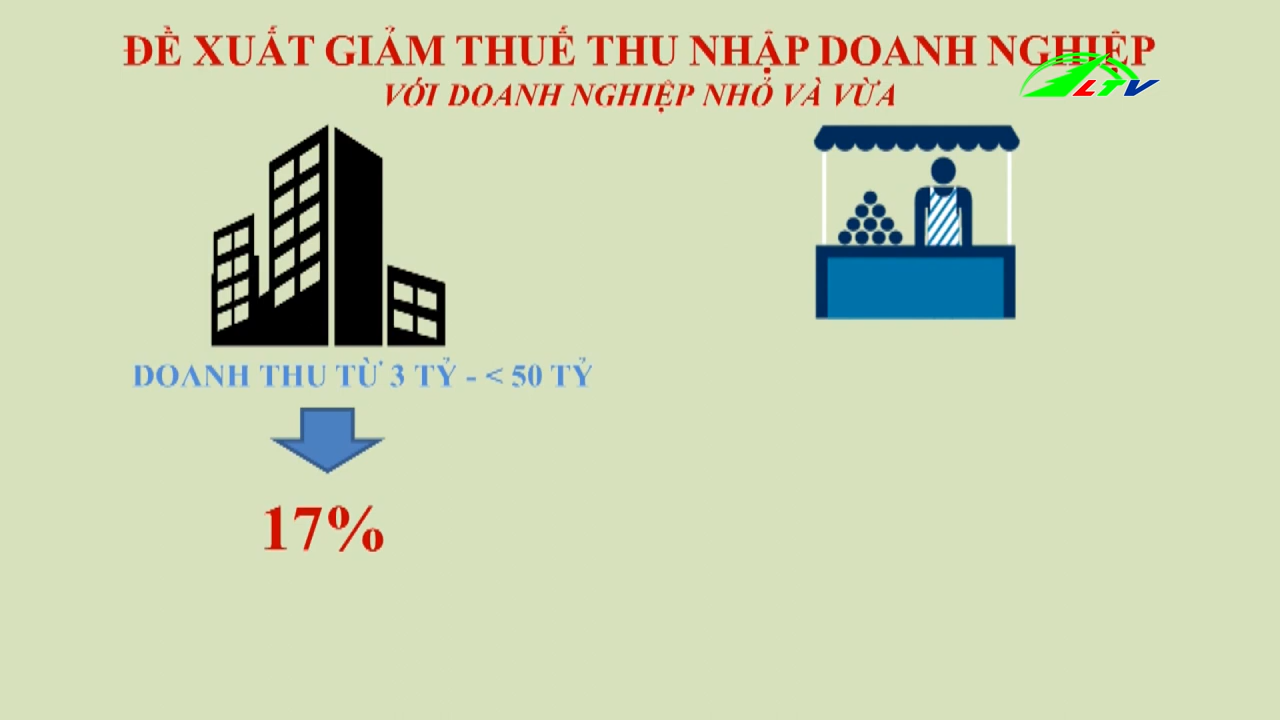 ĐỀ XUẤT GIẢM THUẾ THU NHẬP DOANH NGHIỆP
LTV
VỚI DOANH NGHIỆP NHỎ VÀ VỪA
DOANH THU TỪ 3 TỶ - < 50 TỶ
17%